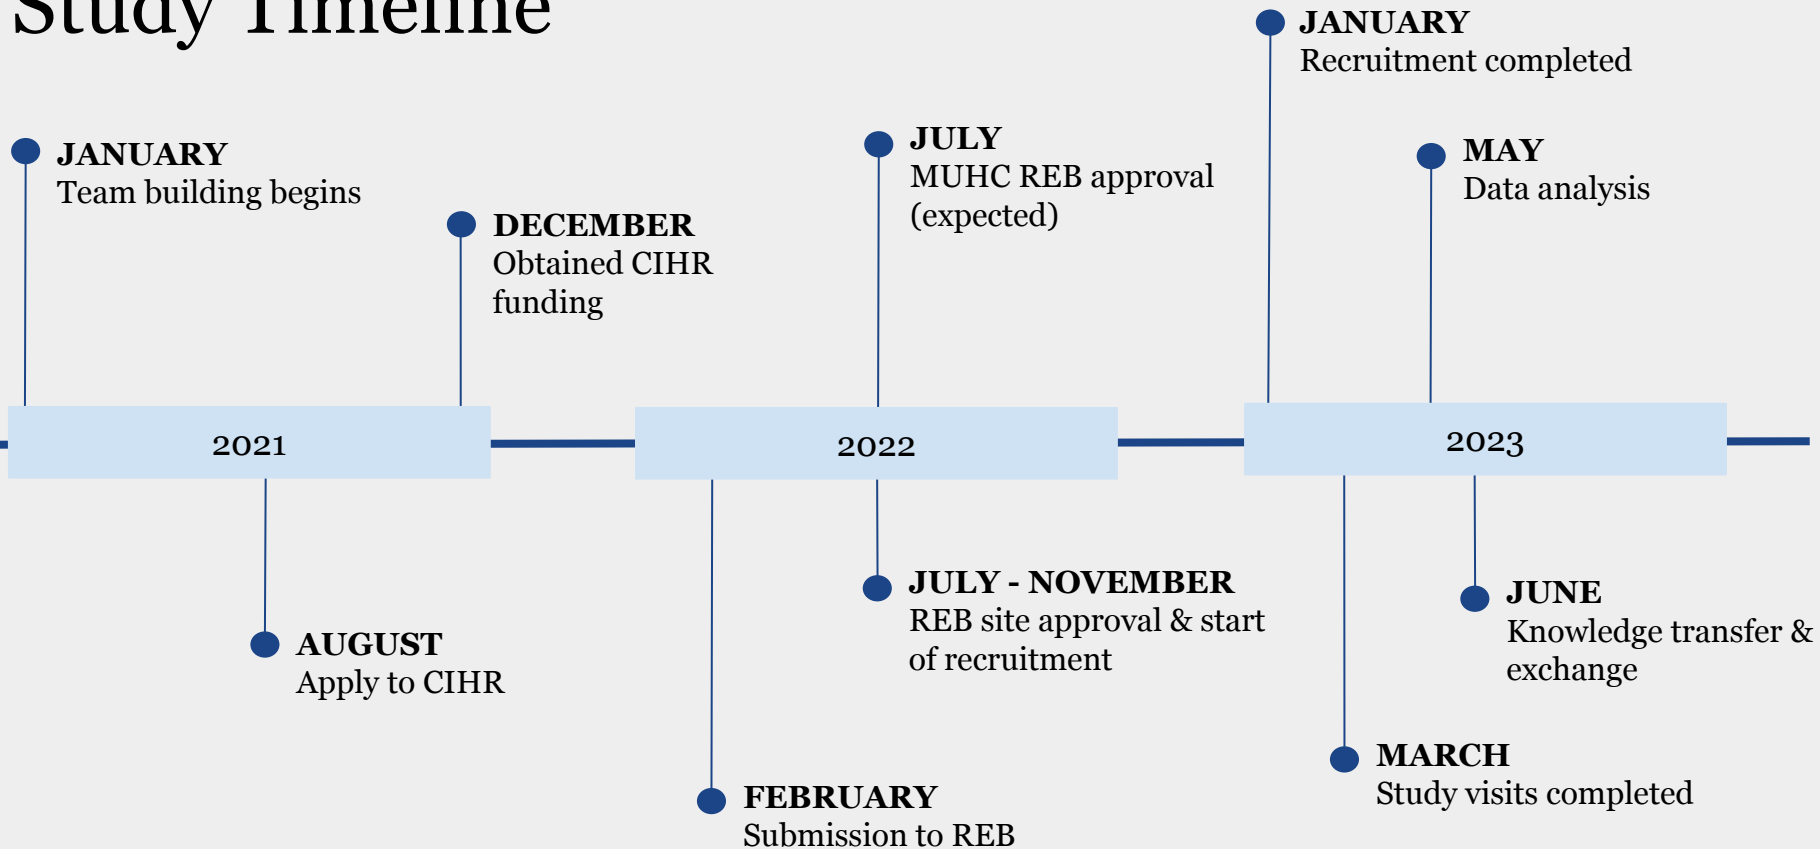 Study Timeline
JANUARY
Team building begins
DECEMBER
Obtained CIHR
funding
JULY
MUHC REB approval
(expected)
JANUARY
Recruitment completed
MAY
Data analysis
2021
2022
2023
AUGUST
Apply to CIHR
FEBRUARY
Submission to REB
JULY - NOVEMBER
REB site approval & start
of recruitment
MARCH
Study visits completed
JUNE
Knowledge transfer &
exchange